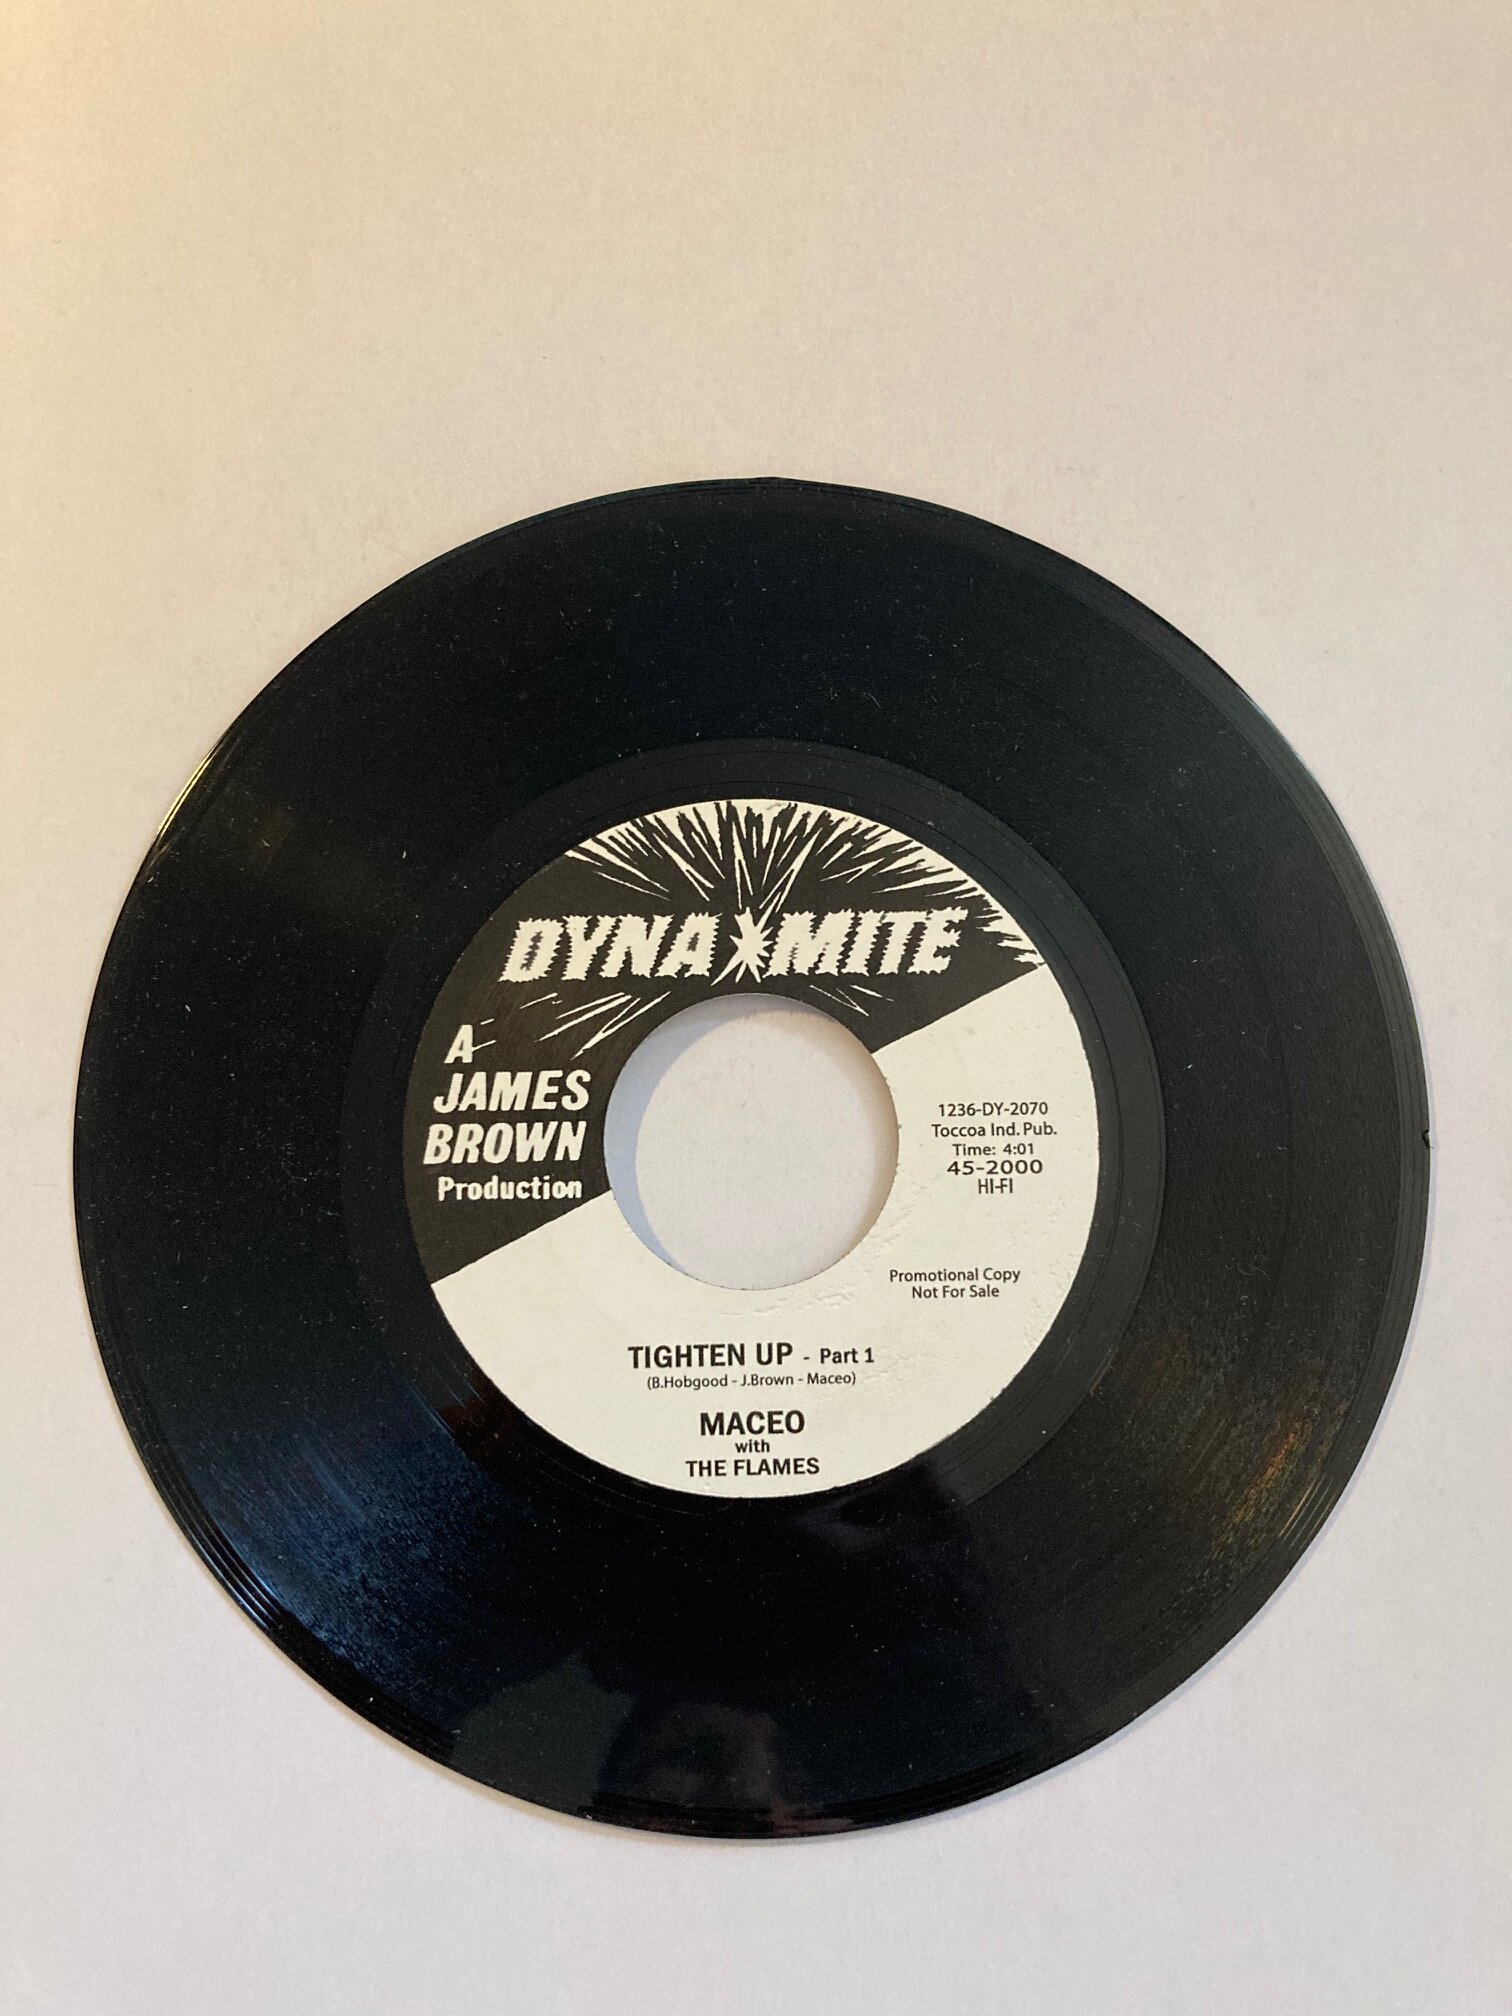 DYNA MITE
A
JAMES
BROWN
Production
1236-DY-2070
Toccoa Ind. Pub.
Time: 4:01
45-2000
HI-FI
Promotional Copy
Not For Sale
TIGHTEN UP - Part 1
(B.Hobgood - J.Brown - Maceo)
MACEO
with
THE FLAMES